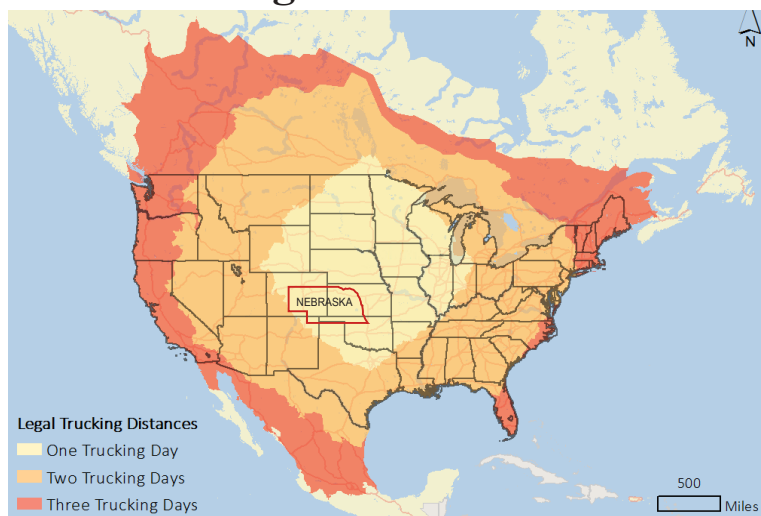 N
NEBRASKA
Legal Trucking Distances
One Trucking Day
Two Trucking Days
Three Trucking Days
500
Miles